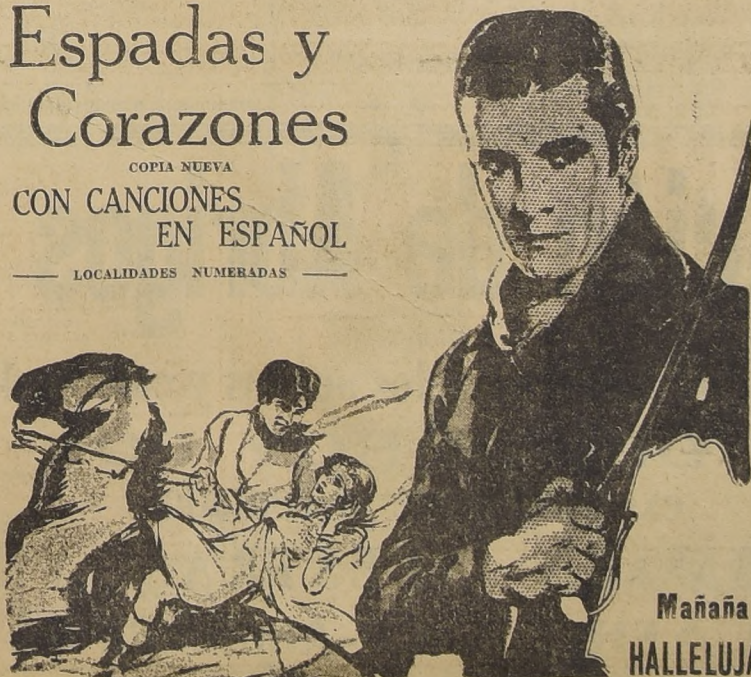 Espadas y
Corazones
COPIA NUEVA
CON CANCIONES
EN ESPAÑOL
LOCALIDADES NUMERADAS
Mañana
HALLELUJA